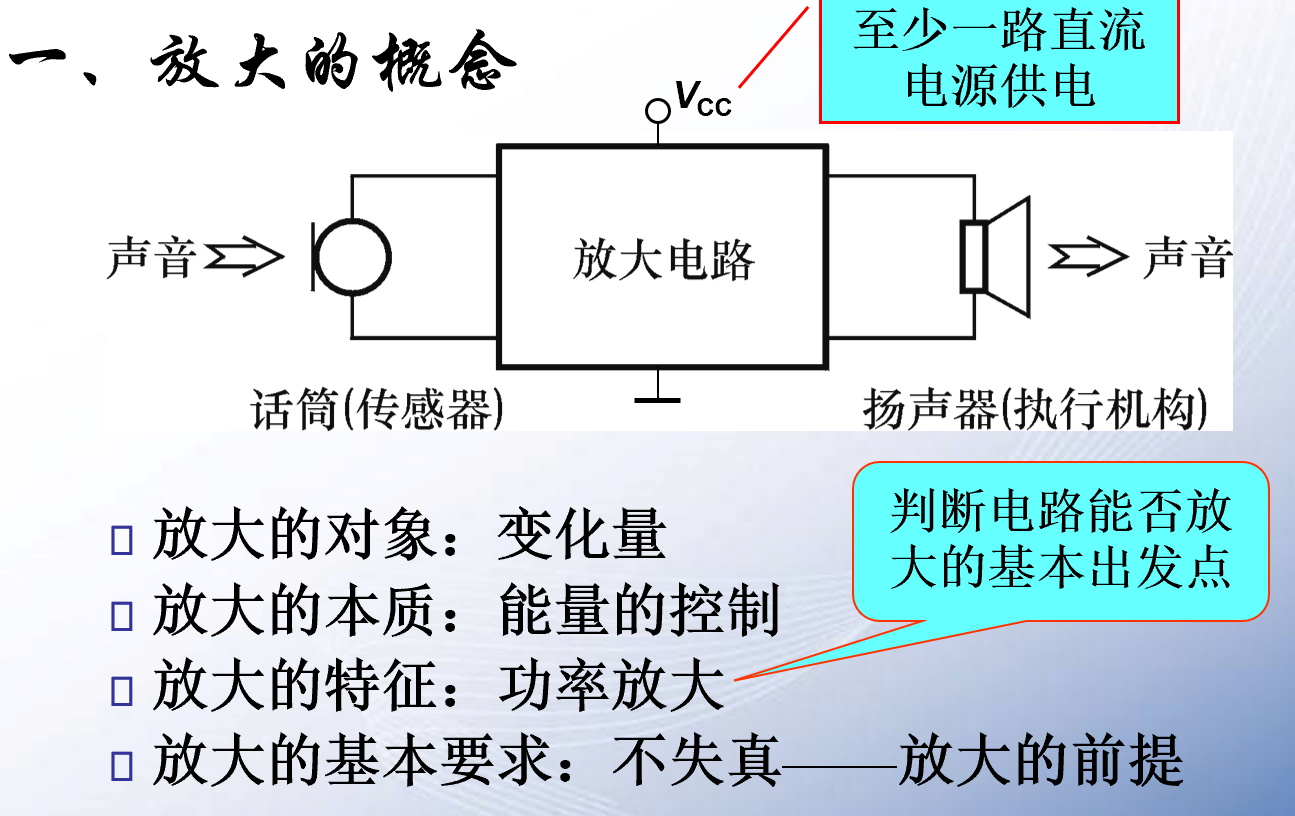 一、放大的概念
至少一路直流
电源供电
VCC
声音
放大电路
声音
话筒(传感器)
扬声器(执行机构)
判断电路能否放
大的基本出发点
放大的对象：变化量
放大的本质：能量的控制
放大的特征：功率放大
放大的基本要求：不失真——放大的前提